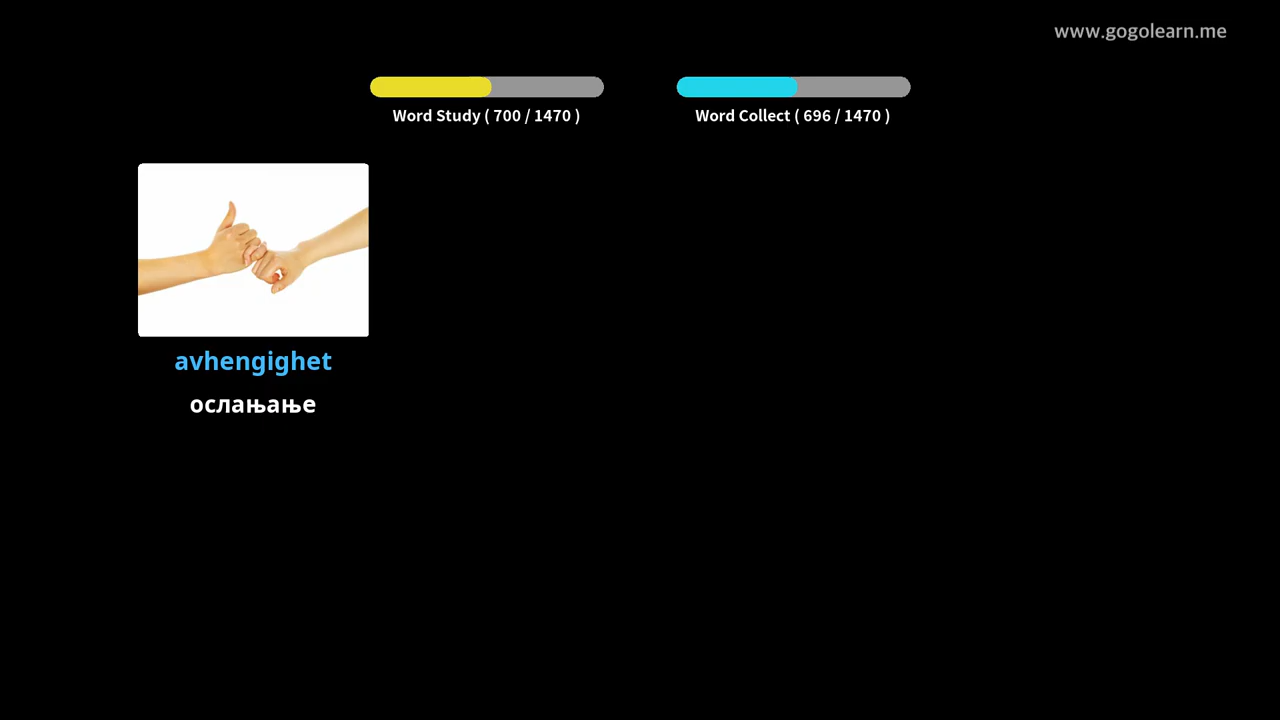 www.gogolearn.me
Word Study ( 700 / 1470 )
Word Collect ( 696 / 1470 )
avhengighet
ослањање